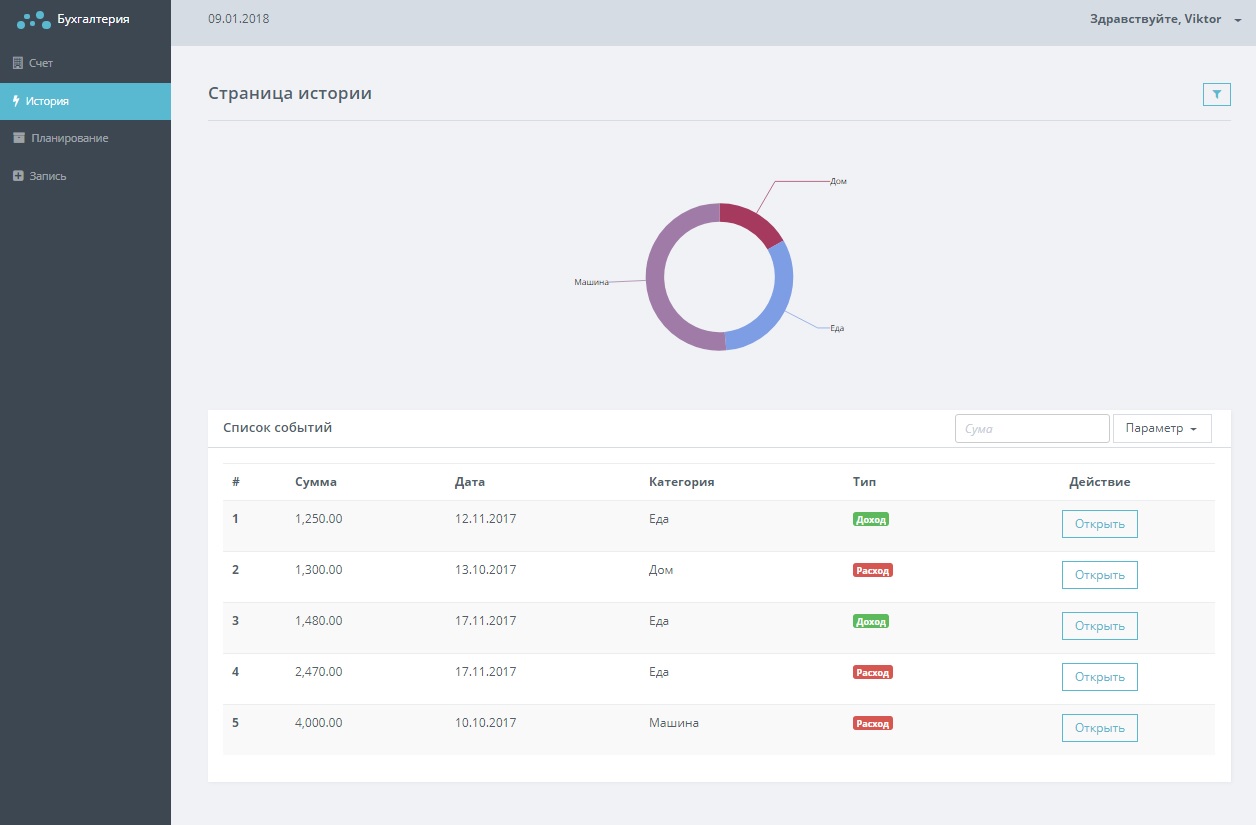 Бухгалтерия
09.01.2018
Здравствуйте, Viktor
Счет
История
Планирование
Запись
Страница истории
Дом
Машина
Еда
Список событий
Сума
Параметр
# Сумма Дата Категория Тип Действие
1 1,250.00 12.11.2017 Еда Доход Открыть
2 1,300.00 13.10.2017 Дом Расход Открыть
3 1,480.00 17.11.2017 Еда Доход Открыть
4 2,470.00 17.11.2017 Еда Расход Открыть
5 4,000.00 10.10.2017 Машина Расход Открыть